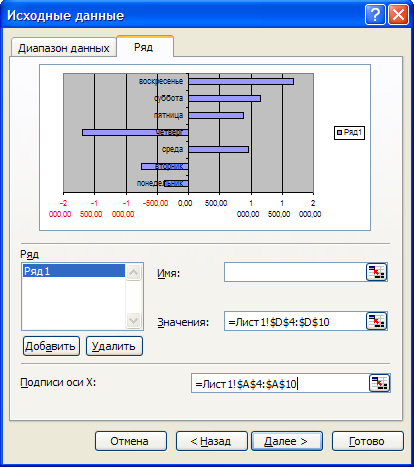 Исходные данные
Диапазон данных Ряд
воскресенье
суббота
пятница
четверг
среда
вторник
понедельник
Ряд1
-2 -1 -1 -500,00 0,00 500,00 1 1 2
000,00 500,00 000,00 000,00 500,00 000,00
Ряд
Ряд1
Имя:
Значения: =Лист1!$D$4:$D$10
Добавить Удалить
Подписи оси X: =Лист1!$A$4:$A$10
Отмена < Назад Далее > Готово